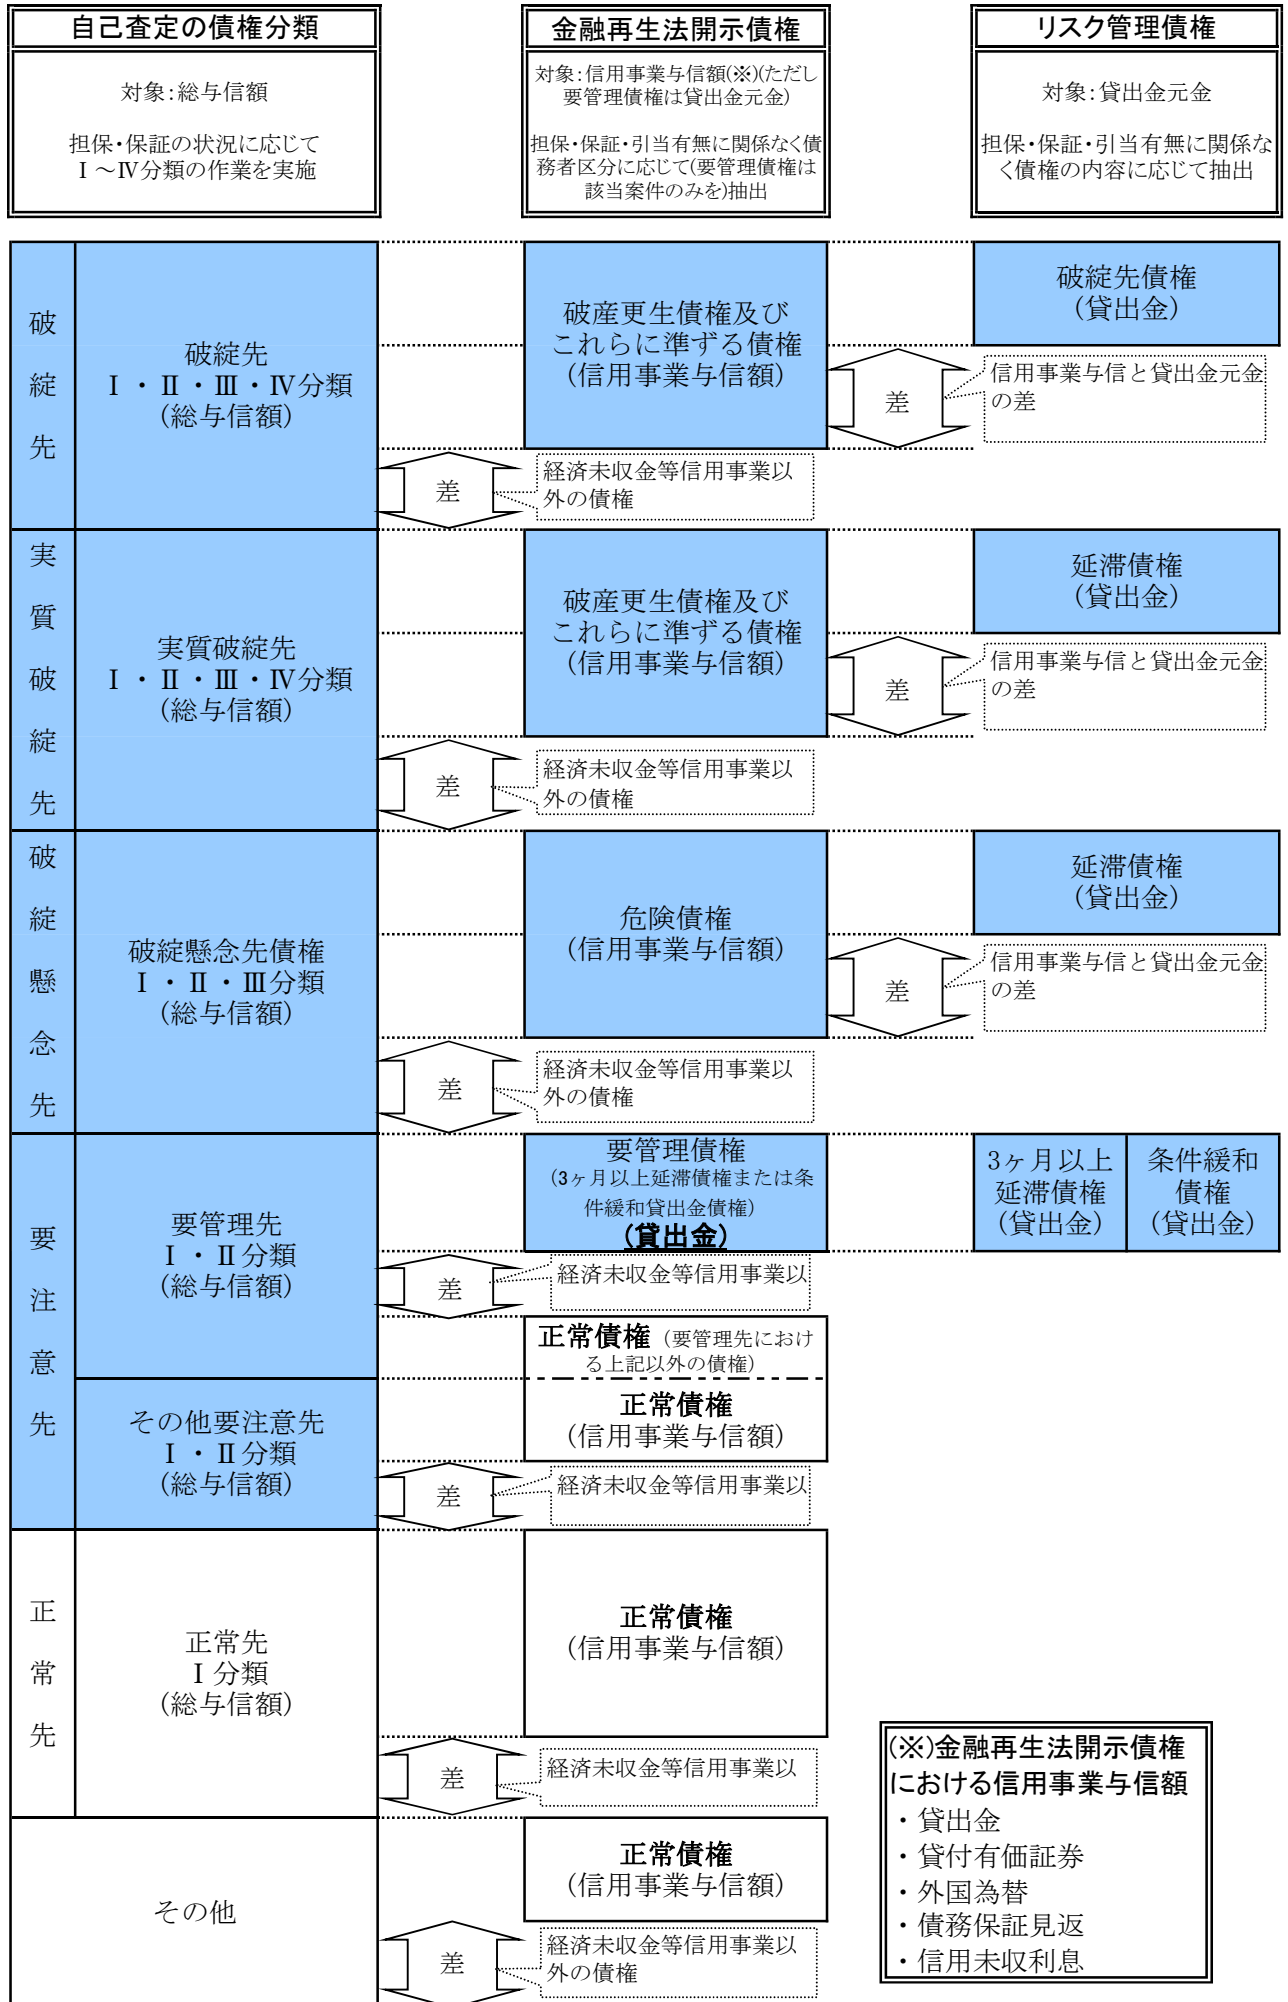 自己査定の債権分類
対象：総与信額
担保・保証の状況に応じて
Ⅰ～Ⅳ分類の作業を実施
金融再生法開示債権
対象：信用事業与信額(※)(ただし
要管理債権は貸出金元金)
担保・保証・引当有無に関係なく債
務者区分に応じて(要管理債権は
該当案件のみを)抽出
リスク管理債権
対象：貸出金元金
担保・保証・引当有無に関係な
く債権の内容に応じて抽出
破綻先
破綻先
Ⅰ・Ⅱ・Ⅲ・Ⅳ分類
（総与信額）
破産更生債権及び
これらに準ずる債権
（信用事業与信額）
破綻先債権
（貸出金）
差
信用事業与信と貸出金元金
の差
差
経済未収金等信用事業以
外の債権
実質破綻先
実質破綻先
Ⅰ・Ⅱ・Ⅲ・Ⅳ分類
（総与信額）
破産更生債権及び
これらに準ずる債権
（信用事業与信額）
延滞債権
（貸出金）
差
信用事業与信と貸出金元金
の差
差
経済未収金等信用事業以
外の債権
破綻懸念先
破綻懸念先債権
Ⅰ・Ⅱ・Ⅲ分類
（総与信額）
危険債権
（信用事業与信額）
延滞債権
（貸出金）
差
信用事業与信と貸出金元金
の差
差
経済未収金等信用事業以
外の債権
要注意先
要管理先
Ⅰ・Ⅱ分類
（総与信額）
要管理債権
（3ヶ月以上延滞債権または条
件緩和貸出金債権）
（貸出金）
3ヶ月以上
延滞債権
（貸出金）
条件緩和
債権
（貸出金）
差
経済未収金等信用事業以
正常債権（要管理先におけ
る上記以外の債権）
その他要注意先
Ⅰ・Ⅱ分類
（総与信額）
正常債権
（信用事業与信額）
差
経済未収金等信用事業以
正常先
正常先
Ⅰ分類
（総与信額）
正常債権
（信用事業与信額）
差
経済未収金等信用事業以
その他
正常債権
（信用事業与信額）
差
経済未収金等信用事業以
外の債権
(※)金融再生法開示債権
における信用事業与信額
・貸出金
・貸付有価証券
・外国為替
・債務保証見返
・信用未収利息